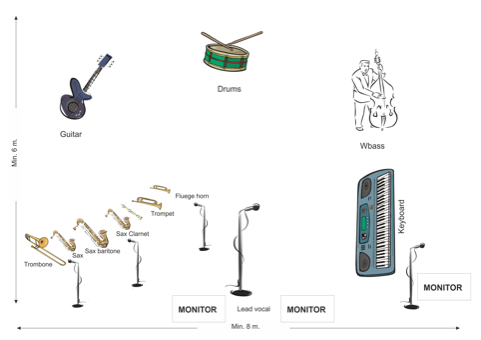 Drums
Guitar
Wbass
Min. 6 m.
Fluege horn
Keyboard
Trompet
Sax Clarnet
Sax baritone
Sax
Trombone
MONITOR
MONITOR
Lead vocal
MONITOR
Min. 8 m.